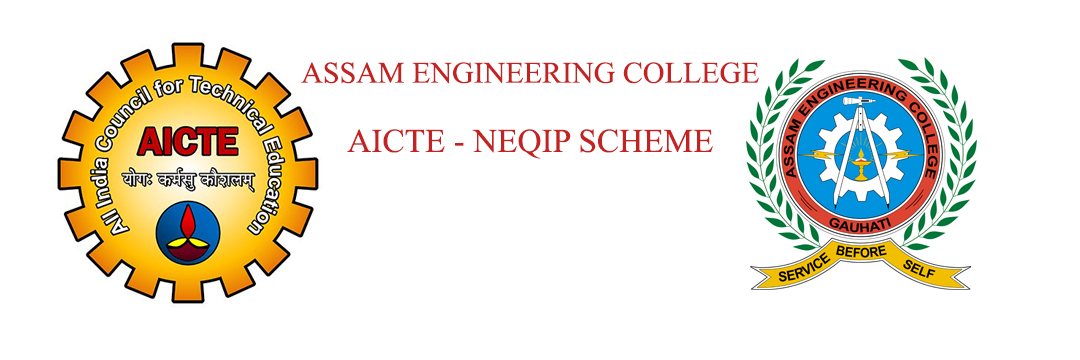 All India Council for Technical Education
AICTE
योगः कर्मसु कौशलम्
ASSAM ENGINEERING COLLEGE
AICTE - NEQIP SCHEME
ASSAM ENGINEERING COLLEGE
GAUHATI
SERVICE BEFORE SELF